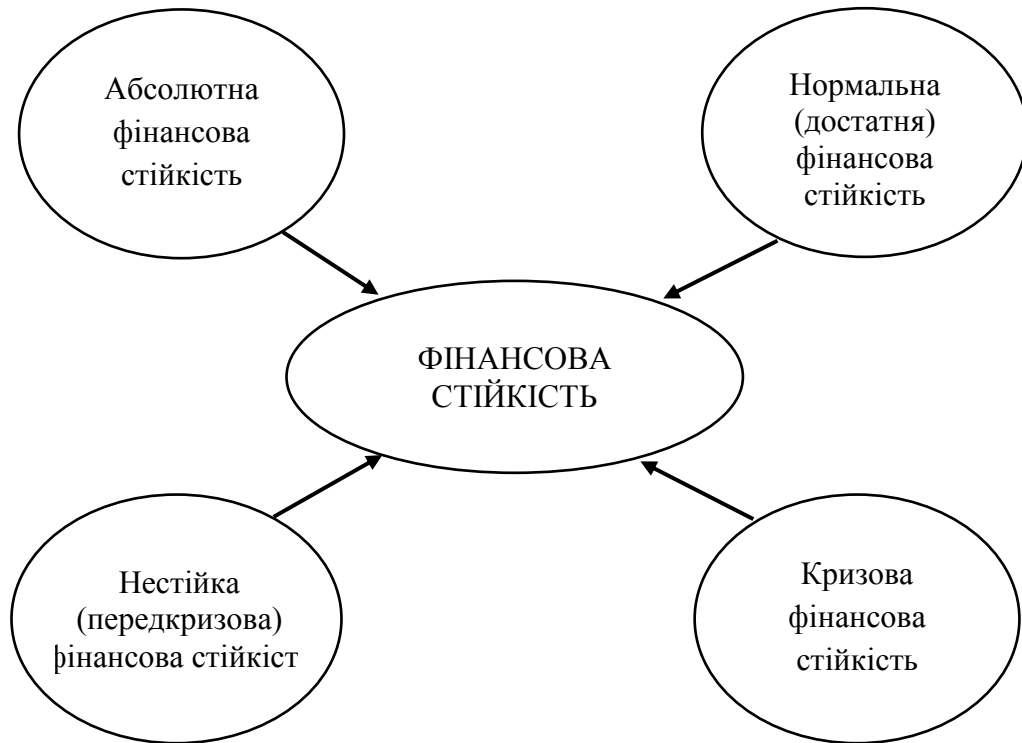 Абсолютна
фінансова
стійкість
Нормальна
(достатня)
фінансова
стійкість
ФІНАНСОВА
СТІЙКІСТЬ
Нестійка
(передкризова)
фінансова стійкіст
Кризова
фінансова
стійкість